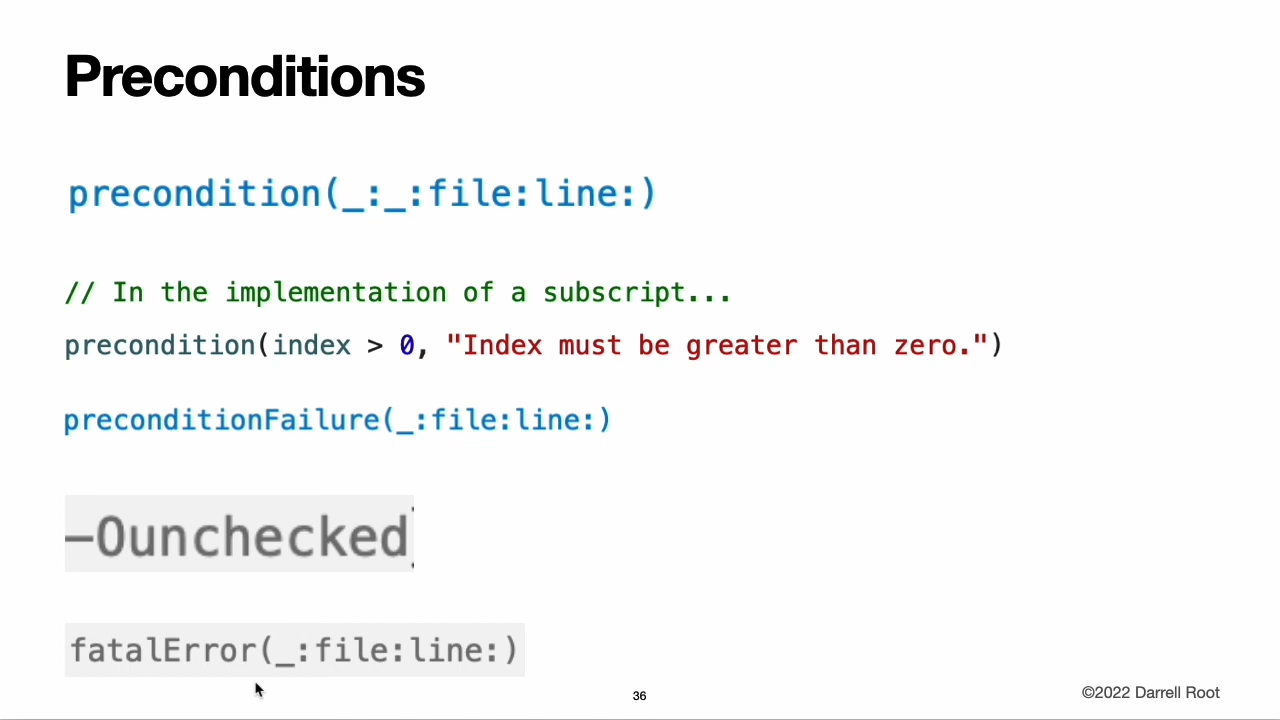 Preconditions
precondition(_:_:file:line:)
// In the implementation of a subscript...
precondition(index > 0, "Index must be greater than zero.")
preconditionFailure(_:file:line:)
–Ounchecked
fatalError(_:file:line:)
36
©2022 Darrell Root